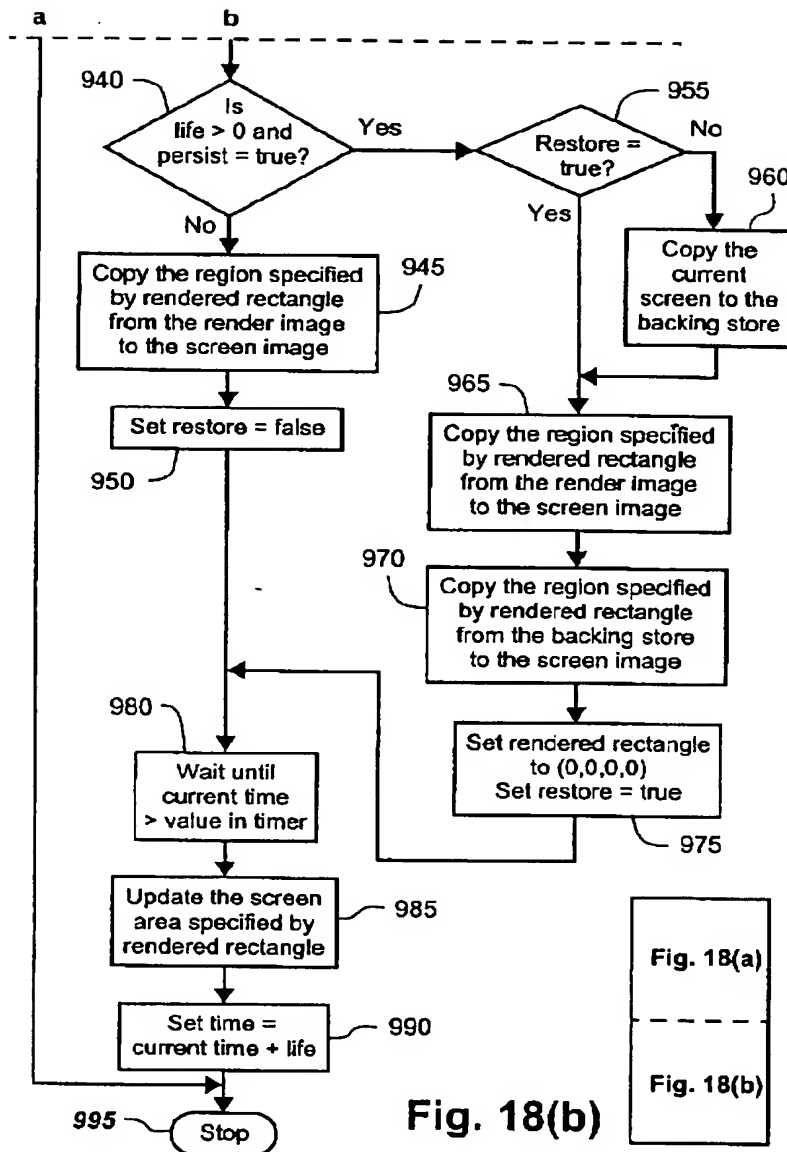 a
b
940
Is
life > 0 and
persist = true?
Yes
No
955
Restore =
true?
No
Yes
960
Copy the
current
screen to the
backing store
Copy the region specified
by rendered rectangle
from the render image
to the screen image
945
Set restore = false
950
965
Copy the region specified
by rendered rectangle
from the render image
to the screen image
970
Copy the region specified
by rendered rectangle
from the backing store
to the screen image
Set rendered rectangle
to (0,0,0,0)
Set restore = true
975
980
Wait until
current time
> value in timer
Update the screen
area specified by
rendered rectangle
985
Set time =
current time + life
990
995
Stop
Fig. 18(b)
Fig. 18(a)
Fig. 18(b)